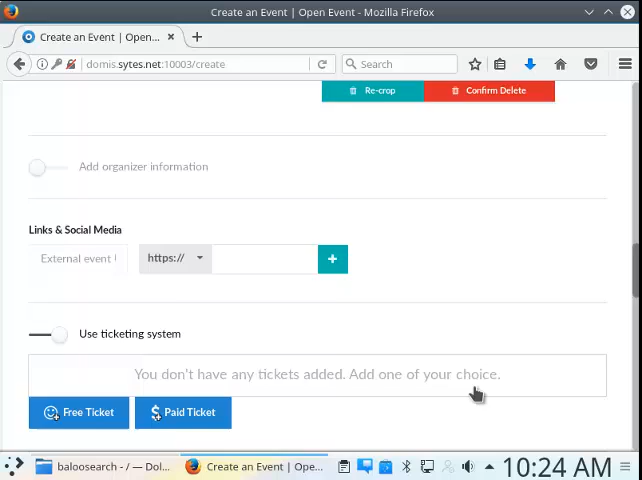 Create an Event | Open Event - Mozilla Firefox
Create an Event | Open...
domis.sytes.net:10003/create
Search
Re-crop
Confirm Delete
Add organizer information
Links & Social Media
External event
https://
Use ticketing system
You don't have any tickets added. Add one of your choice.
Free Ticket
Paid Ticket
baloosearch - / — Dol...
Create an Event | Open...
10:24 AM